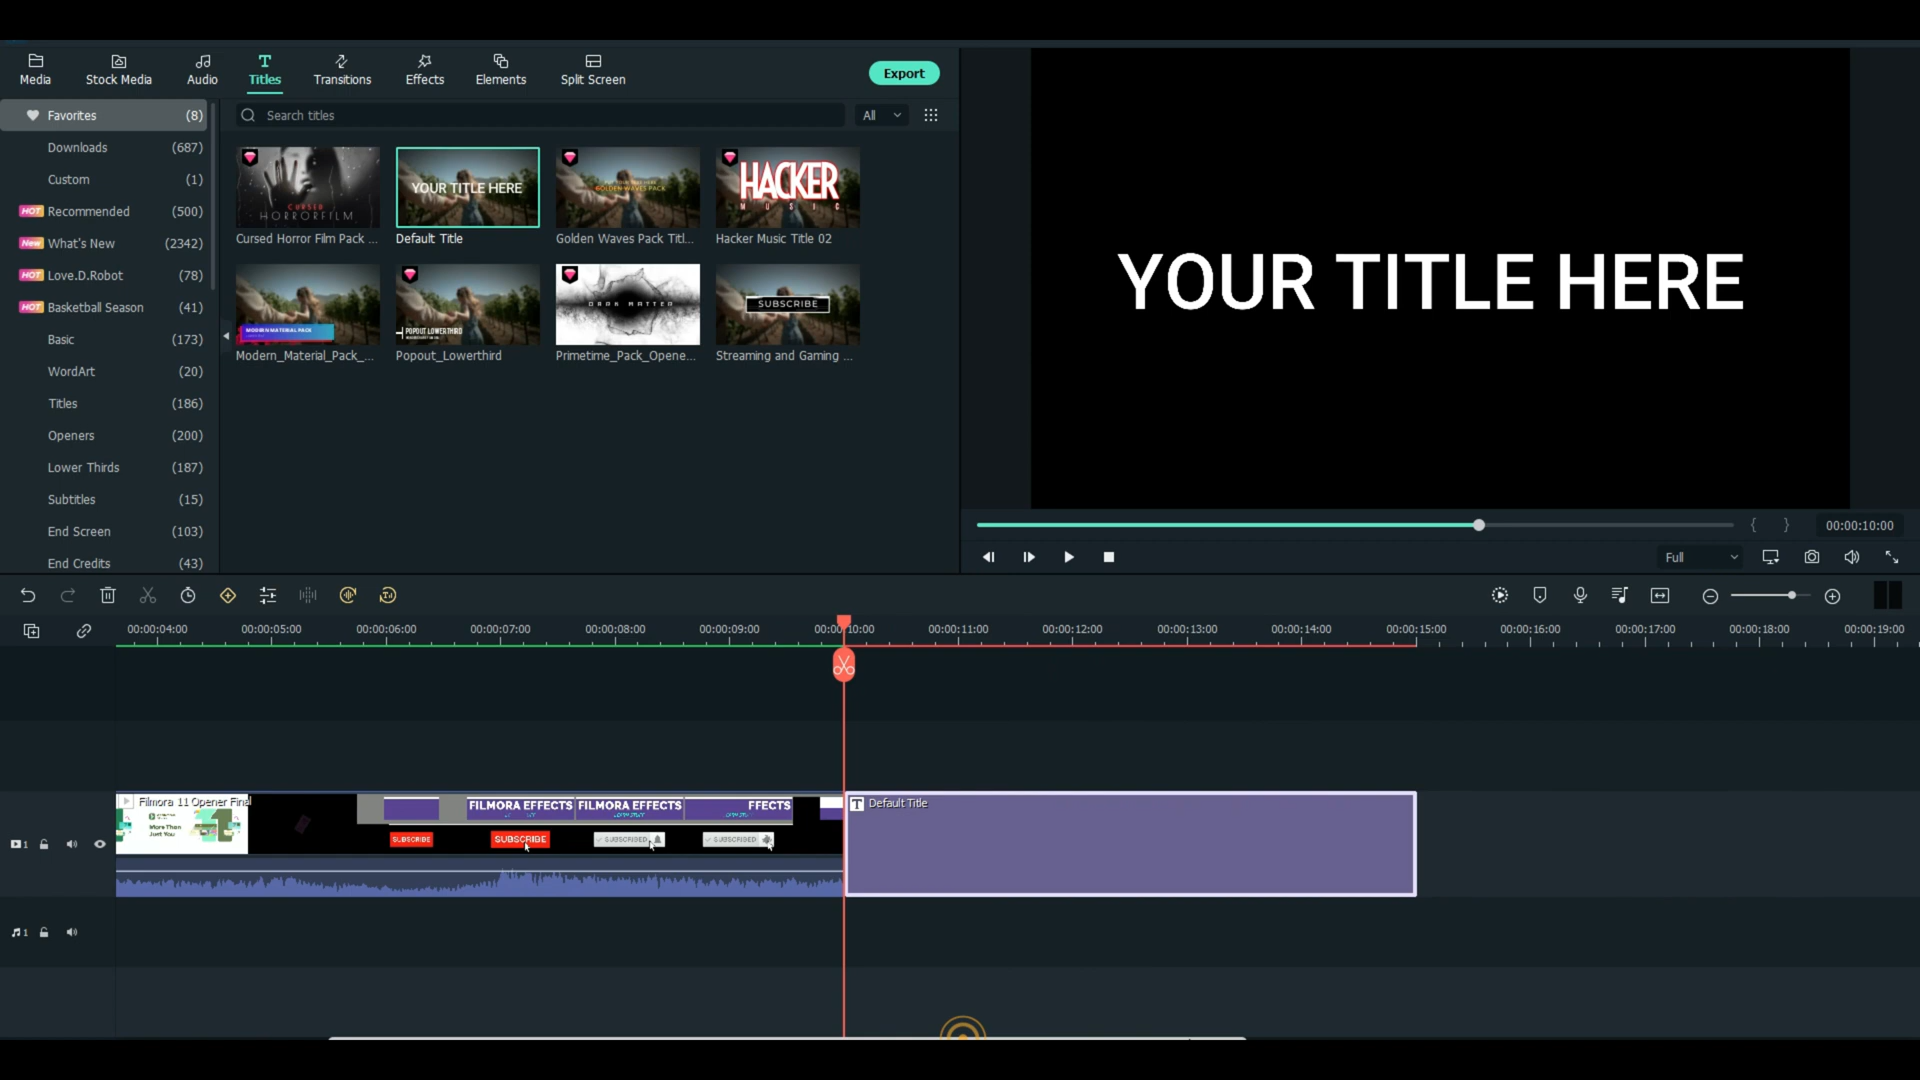 Media
Stock Media
Audio
Titles
Transitions
Effects
Elements
Split Screen
Export
Favorites (8)
Downloads (687)
Custom (1)
HOT Recommended (500)
New What's New (2342)
HOT Love.D.Robot (78)
HOT Basketball Season (41)
Basic (173)
WordArt (20)
Titles (186)
Openers (200)
Lower Thirds (187)
Subtitles (15)
End Screen (103)
End Credits (43)
Search titles
All
CURSED
HORRORFILM
Cursed Horror Film Pack ...
YOUR TITLE HERE
Default Title
GOLDEN WAVES PACK
Golden Waves Pack Titl...
HACKER
MUSIC
Hacker Music Title 02
MODERN MATERIAL PACK
Modern_Material_Pack_...
POPOUT LOWERTHIRD
Popout_Lowerthird
DARK MATTER
Primetime_Pack_Opene...
SUBSCRIBE
Streaming and Gaming ...
YOUR TITLE HERE
{ }
00:00:10:00
Full
00:00:04:00
00:00:05:00
00:00:06:00
00:00:07:00
00:00:08:00
00:00:09:00
00:00:10:00
00:00:11:00
00:00:12:00
00:00:13:00
00:00:14:00
00:00:15:00
00:00:16:00
00:00:17:00
00:00:18:00
00:00:19:00
Filmora 11 Opener Final
More Than
Just You
FILMORA EFFECTS
FILMORA EFFECTS
FFECTS
SUBSCRIBE
SUBSCRIBE
SUBSCRIBED
SUBSCRIBED
T Default Title
1
1